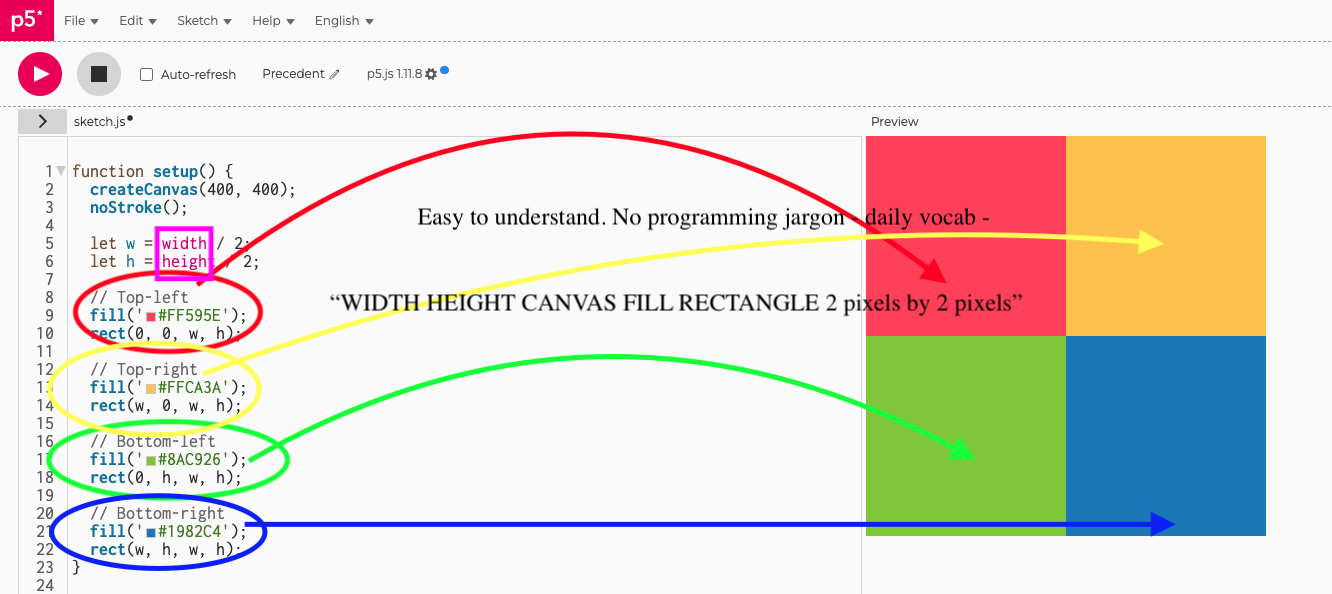 p5*
File Edit Sketch Help English
Auto-refresh Precedent p5.js 1.11.8
sketch.js
Preview
1 function setup() {
2 createCanvas(400, 400);
3 noStroke();
4
5 let w = width / 2;
6 let h = height / 2;
7
8 // Top-left
9 fill('#FF595E');
10 rect(0, 0, w, h);
11
12 // Top-right
13 fill('#FFCA3A');
14 rect(w, 0, w, h);
15
16 // Bottom-left
17 fill('#8AC926');
18 rect(0, h, w, h);
19
20 // Bottom-right
21 fill('#1982C4');
22 rect(w, h, w, h);
23 }
24
Easy to understand. No programming jargon - daily vocab -
“WIDTH HEIGHT CANVAS FILL RECTANGLE 2 pixels by 2 pixels”